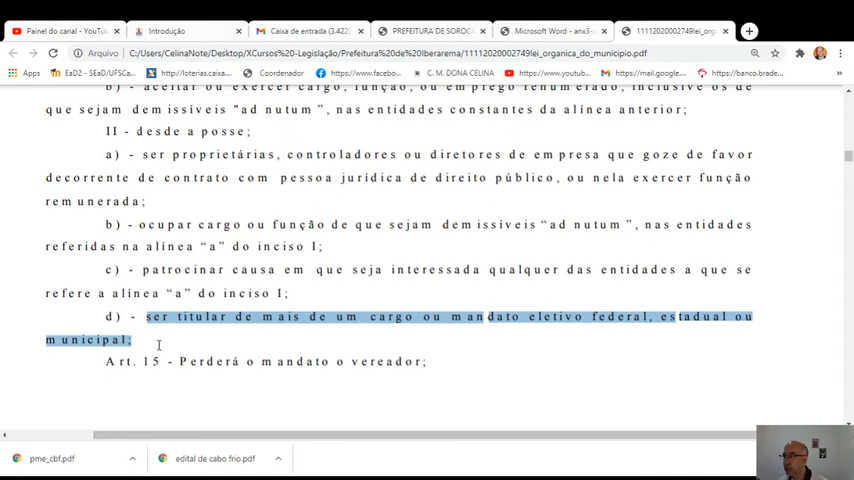 Painel do canal - YouTu
Introdução
Caixa de entrada (3.422)
PREFEITURA DE SOROCA
Microsoft Word - anx3-
11112020002749lei_orga
Arquivo
C:/Users/CelinaNote/Desktop/XCursos%20-Legislação/Prefeitura%20de%20Iberarema/11112020002749lei_organica_do_municipio.pdf
Apps
EaD2 - SEaD/UFSCa...
http://loterias.caixa...
Coordenador
https://www.facebo...
C. M. DONA CELINA
https://www.youtub...
https://mail.google....
https://banco.brade...
b) - aceitar ou exercer cargo, função, ou emprego renumerado, inclusive os de
que sejam demissíveis "ad nutum", nas entidades constantes da alínea anterior;
II - desde a posse;
a) - ser proprietárias, controladores ou diretores de empresa que goze de favor
decorrente de contrato com pessoa jurídica de direito público, ou nela exercer função
remunerada;
b) - ocupar cargo ou função de que sejam demissíveis “ad nutum”, nas entidades
referidas na alínea “a” do inciso I;
c) - patrocinar causa em que seja interessada qualquer das entidades a que se
refere a alínea “a” do inciso I;
d) - ser titular de mais de um cargo ou mandato eletivo federal, estadual ou
municipal;
Art. 15 - Perderá o mandato o vereador;
pme_cbf.pdf
edital de cabo frio.pdf